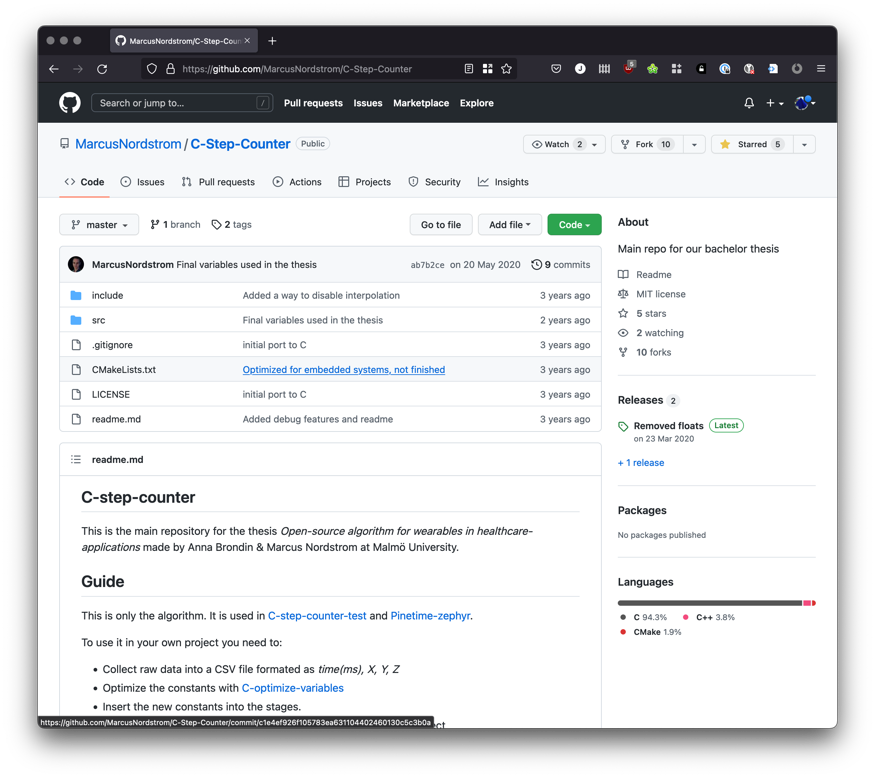 MarcusNordstrom/C-Step-Coun
https://github.com/MarcusNordstrom/C-Step-Counter
5
Search or jump to...
/
Pull requests
Issues
Marketplace
Explore
MarcusNordstrom / C-Step-Counter Public
Watch 2
Fork 10
Starred 5
Code
Issues
Pull requests
Actions
Projects
Security
Insights
master
1 branch
2 tags
Go to file
Add file
Code
MarcusNordstrom Final variables used in the thesis ab7b2ce on 20 May 2020 9 commits
include Added a way to disable interpolation 3 years ago
src Final variables used in the thesis 2 years ago
.gitignore initial port to C 3 years ago
CMakeLists.txt Optimized for embedded systems, not finished 3 years ago
LICENSE initial port to C 3 years ago
readme.md Added debug features and readme 3 years ago
readme.md
C-step-counter
This is the main repository for the thesis Open-source algorithm for wearables in healthcare-
applications made by Anna Brondin & Marcus Nordstrom at Malmö University.
Guide
This is only the algorithm. It is used in C-step-counter-test and Pinetime-zephyr.
To use it in your own project you need to:
• Collect raw data into a CSV file formated as time(ms), X, Y, Z
• Optimize the constants with C-optimize-variables
• Insert the new constants into the stages.
https://github.com/MarcusNordstrom/C-Step-Counter/commit/c1e4ef926f105783ea631104402460130c5c3b0a
About
Main repo for our bachelor thesis
Readme
MIT license
5 stars
2 watching
10 forks
Releases 2
Removed floats Latest
on 23 Mar 2020
+ 1 release
Packages
No packages published
Languages
C 94.3%
C++ 3.8%
CMake 1.9%